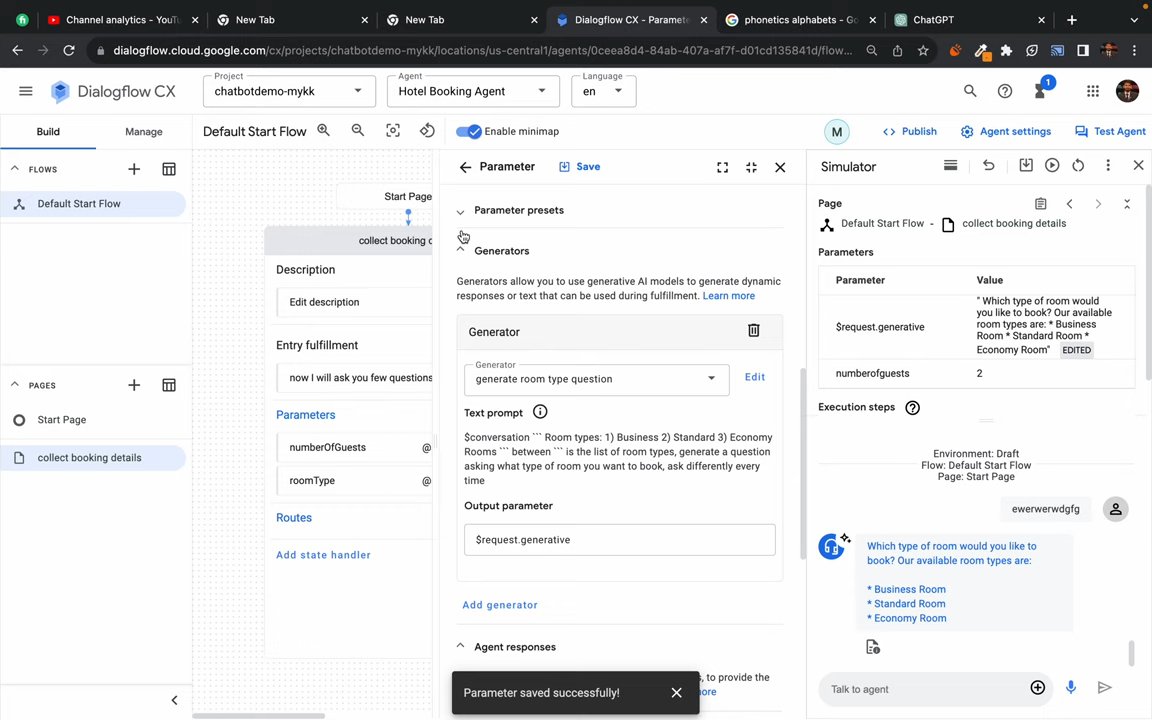 Channel analytics - YouTu
New Tab
New Tab
Dialogflow CX - Paramete
phonetics alphabets - Go
ChatGPT
dialogflow.cloud.google.com/cx/projects/chatbotdemo-mykk/locations/us-central1/agents/0ceea8d4-84ab-407a-af7f-d01cd135841d/flow...
Dialogflow CX
Project
chatbotdemo-mykk
Agent
Hotel Booking Agent
Language
en
1
Build
Manage
Default Start Flow
Enable minimap
M
Publish
Agent settings
Test Agent
FLOWS
Default Start Flow
PAGES
Start Page
collect booking details
Start Page
collect booking d
Description
Edit description
Entry fulfillment
now I will ask you few questions
Parameters
numberOfGuests @
roomType @
Routes
Add state handler
Parameter
Save
Parameter presets
Generators
Generators allow you to use generative AI models to generate dynamic
responses or text that can be used during fulfillment. Learn more
Generator
Generator
generate room type question
Edit
Text prompt
$conversation ``` Room types: 1) Business 2) Standard 3) Economy
Rooms ``` between ``` is the list of room types, generate a question
asking what type of room you want to book, ask differently every
time
Output parameter
$request.generative
Add generator
Agent responses
s, to provide the
ore
Parameter saved successfully!
Simulator
Page
Default Start Flow - collect booking details
Parameters
Parameter Value
$request.generative
" Which type of room would
you like to book? Our available
room types are: * Business
Room * Standard Room *
Economy Room" EDITED
numberofguests 2
Execution steps
Environment: Draft
Flow: Default Start Flow
Page: Start Page
ewerwerwdgfg
Which type of room would you like to
book? Our available room types are:
* Business Room
* Standard Room
* Economy Room
Talk to agent